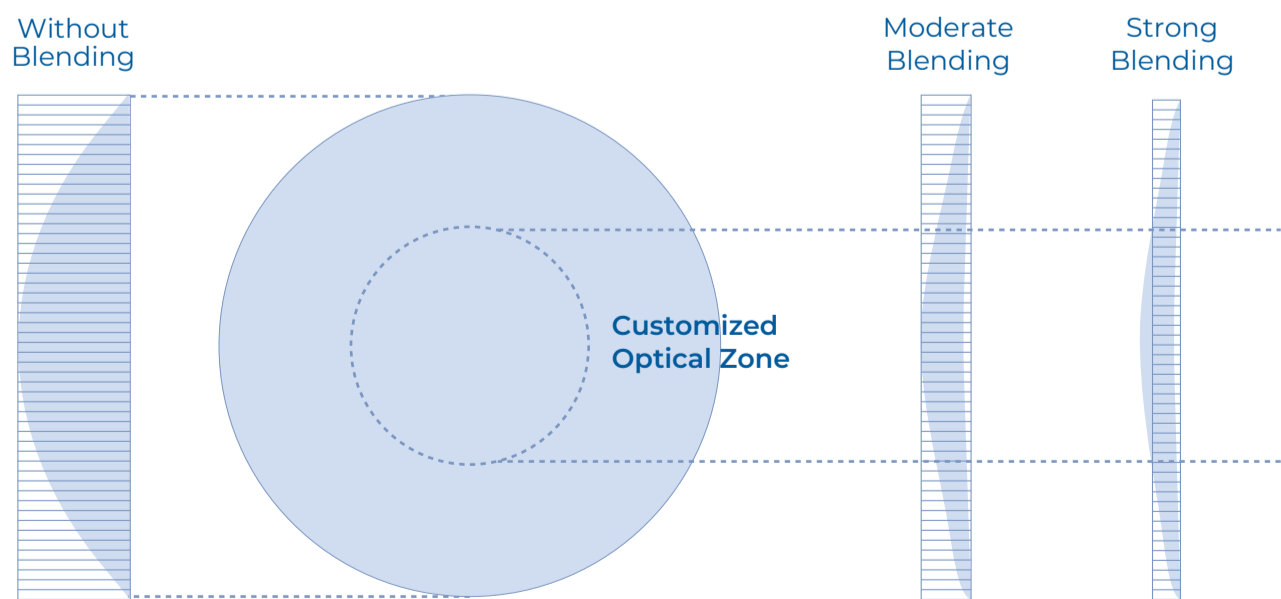 Without
Blending
Moderate
Blending
Strong
Blending
Customized
Optical Zone